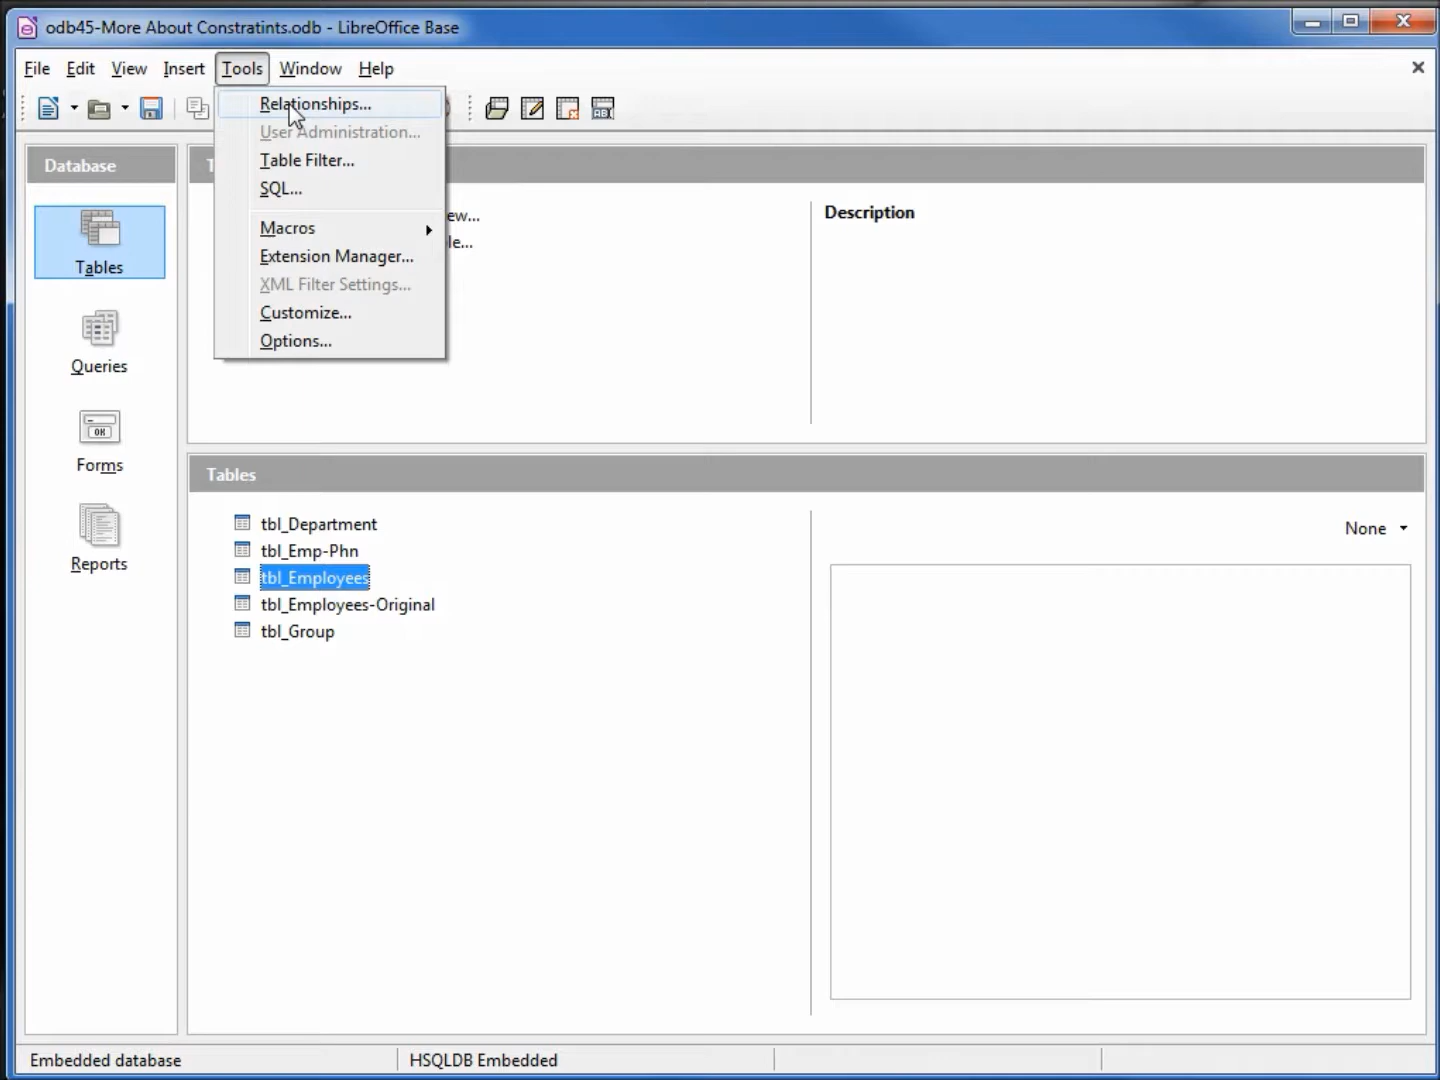 odb45-More About Constratints.odb - LibreOffice Base
File Edit View Insert Tools Window Help
Relationships...
User Administration...
Table Filter...
SQL...
Macros
Extension Manager...
XML Filter Settings...
Customize...
Options...
Database
Tables
Queries
Forms
Reports
Description
Tables
tbl_Department
tbl_Emp-Phn
tbl_Employees
tbl_Employees-Original
tbl_Group
None
Embedded database
HSQLDB Embedded